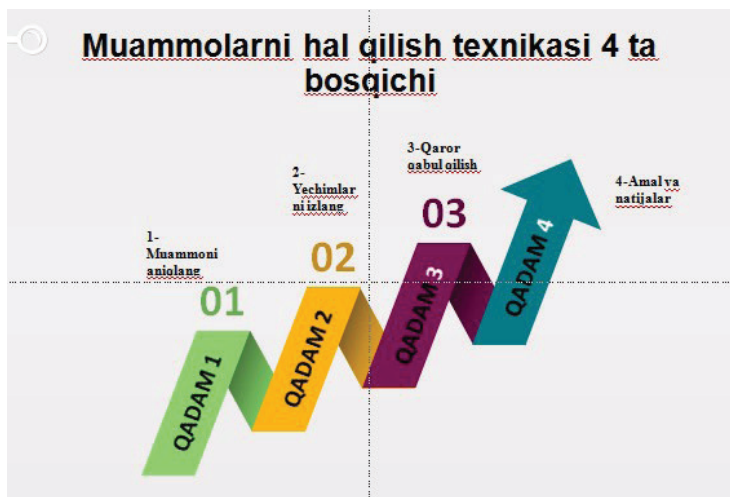 Muammolarni hal qilish texnikasi 4 ta
bosqichi
1-
Muammoni
aniqlang
01
QADAM 1
2-
Yechimlar
ni izlang
02
QADAM 2
3-Qaror
qabul qilish
03
QADAM 3
4-Amal va
natijalar
QADAM 4